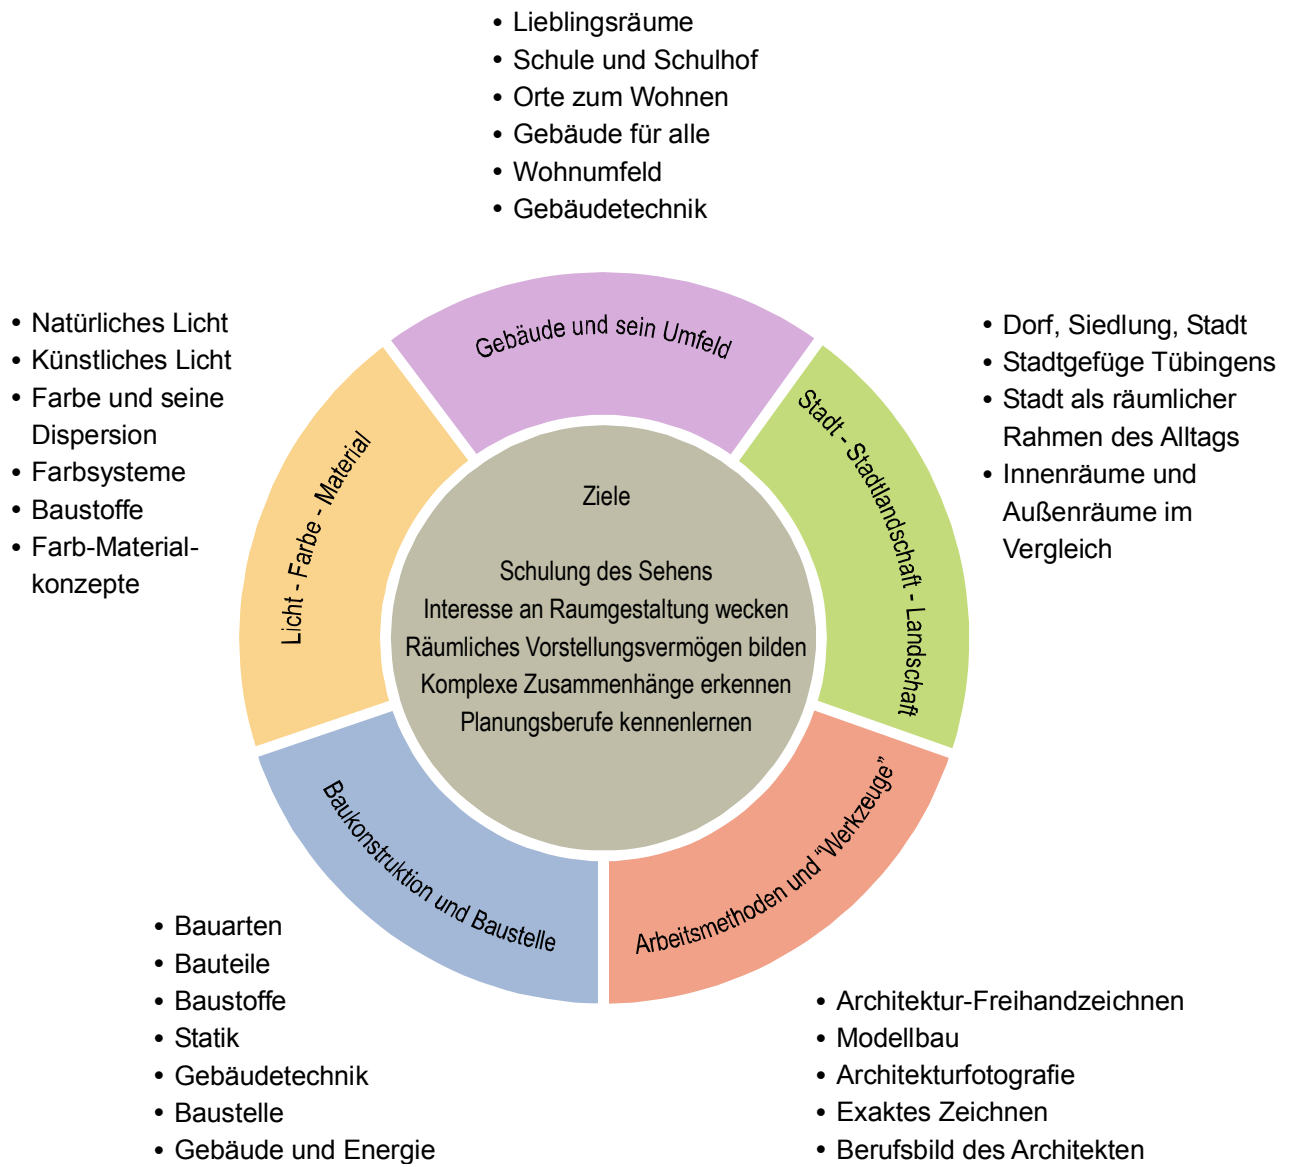 • Lieblingsräume
• Schule und Schulhof
• Orte zum Wohnen
• Gebäude für alle
• Wohnumfeld
• Gebäudetechnik
Gebäude und sein Umfeld
• Natürliches Licht
• Künstliches Licht
• Farbe und seine
Dispersion
• Farbsysteme
• Baustoffe
• Farb-Material-
konzepte
Licht - Farbe - Material
Stadt - Stadtlandschaft - Landschaft
• Dorf, Siedlung, Stadt
• Stadtgefüge Tübingens
• Stadt als räumlicher
Rahmen des Alltags
• Innenräume und
Außenräume im
Vergleich
Ziele
Schulung des Sehens
Interesse an Raumgestaltung wecken
Räumliches Vorstellungsvermögen bilden
Komplexe Zusammenhänge erkennen
Planungsberufe kennenlernen
Baukonstruktion und Baustelle
• Bauarten
• Bauteile
• Baustoffe
• Statik
• Gebäudetechnik
• Baustelle
• Gebäude und Energie
Arbeitsmethoden und “Werkzeuge”
• Architektur-Freihandzeichnen
• Modellbau
• Architekturfotografie
• Exaktes Zeichnen
• Berufsbild des Architekten